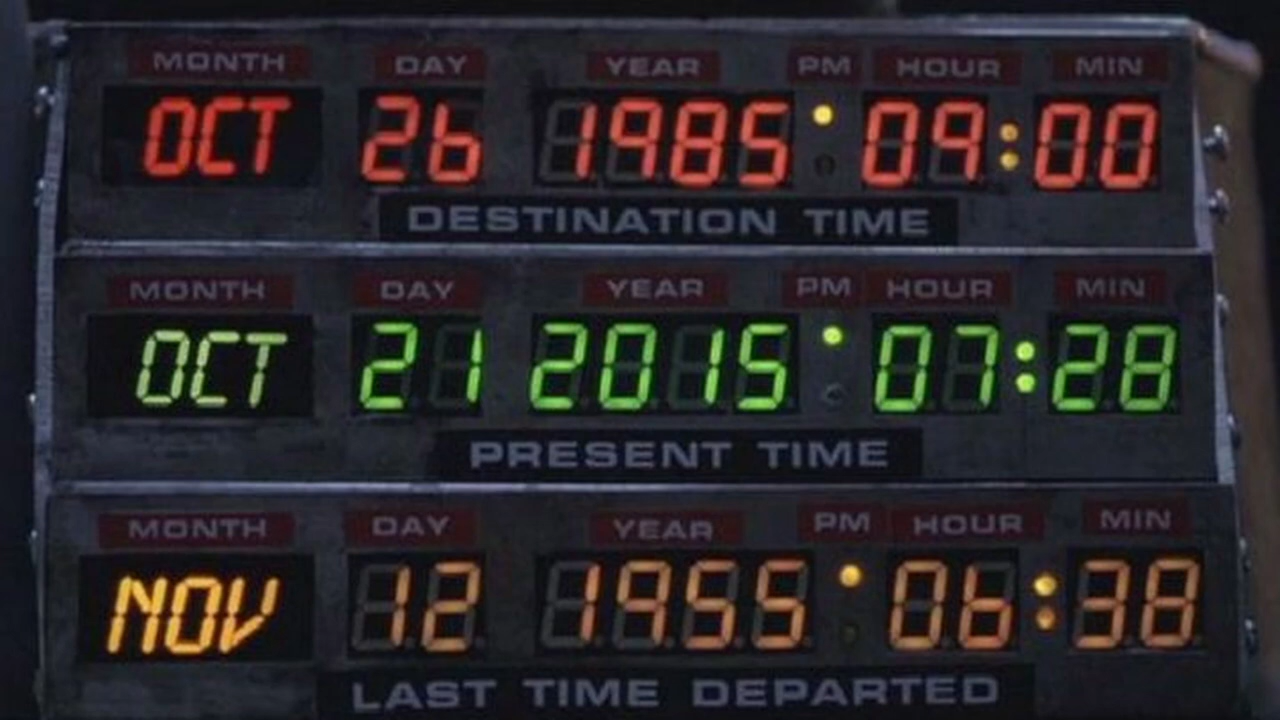 MONTH DAY YEAR PM HOUR MIN
OCT 26 1985 09:00
DESTINATION TIME
MONTH DAY YEAR PM HOUR MIN
OCT 21 2015 07:28
PRESENT TIME
MONTH DAY YEAR PM HOUR MIN
NOV 12 1955 06:38
LAST TIME DEPARTED